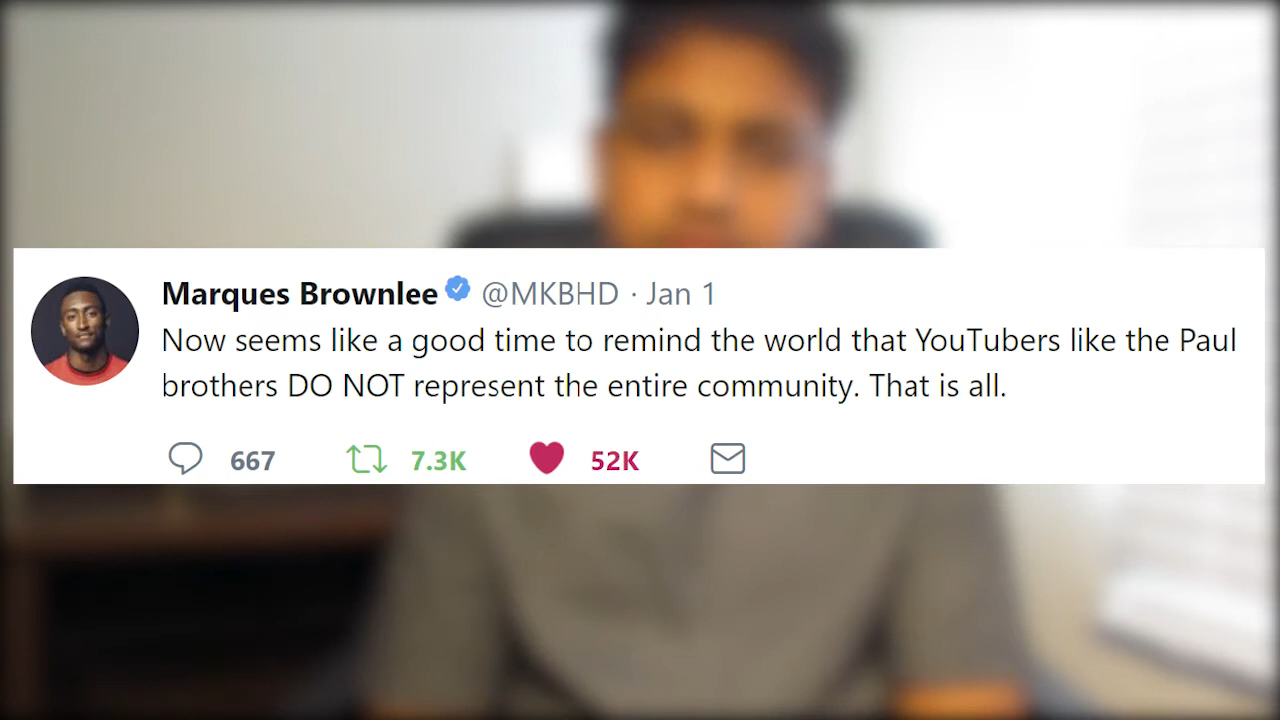 Marques Brownlee @MKBHD · Jan 1
Now seems like a good time to remind the world that YouTubers like the Paul
brothers DO NOT represent the entire community. That is all.
667 7.3K 52K